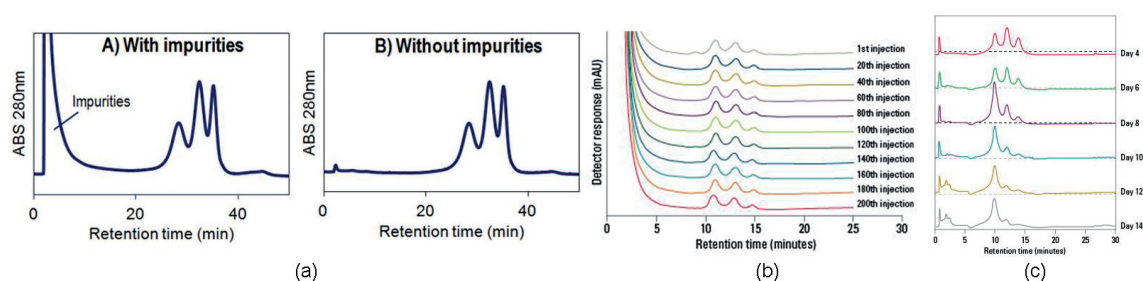 A) With impurities
Impurities
ABS 280nm
0
20
40
Retention time (min)
B) Without impurities
ABS 280nm
0
20
40
Retention time (min)
(a)
Detector response (mAU)
1st injection
20th injection
40th injection
60th injection
80th injection
100th injection
120th injection
140th injection
160th injection
180th injection
200th injection
0
5
10
15
20
25
30
Retention time (minutes)
(b)
Day 4
Day 6
Day 8
Day 10
Day 12
Day 14
0
5
10
15
20
25
30
Retention time (minutes)
(c)